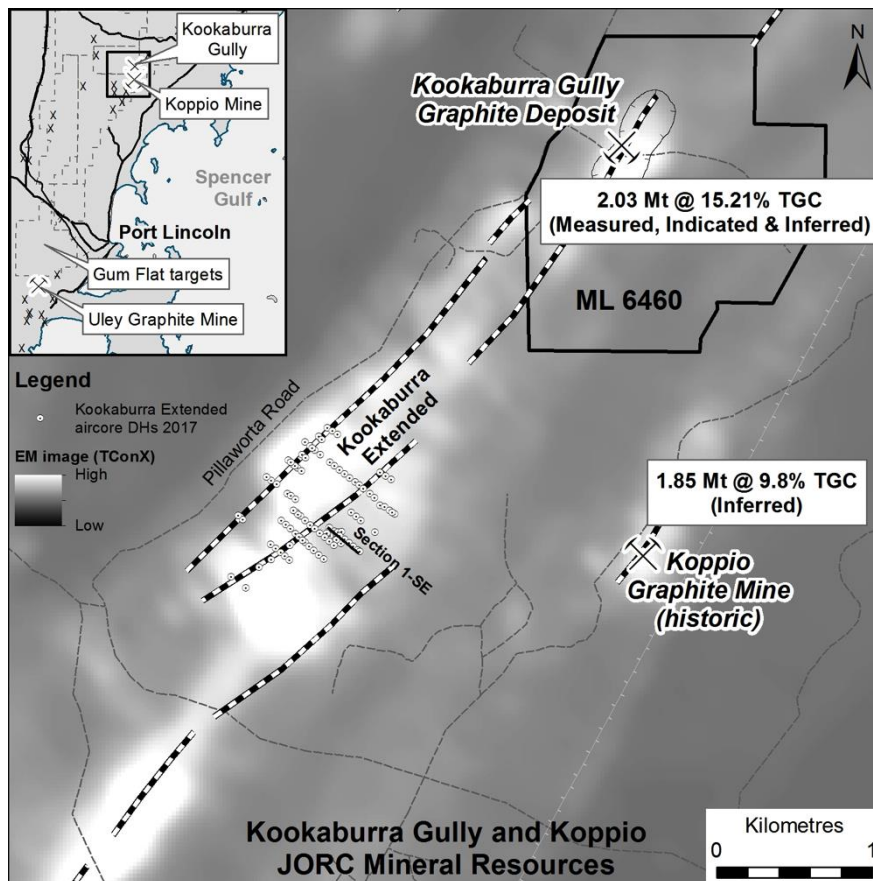 Kookaburra
Gully
Koppio Mine
Spencer
Gulf
Port Lincoln
Gum Flat targets
Uley Graphite Mine
N
Kookaburra Gully
Graphite Deposit
2.03 Mt @ 15.21% TGC
(Measured, Indicated & Inferred)
ML 6460
Legend
Kookaburra Extended
aircore DHs 2017
EM image (TConX)
High
Low
Pillaworta Road
Kookaburra
Extended
Section 1-SE
1.85 Mt @ 9.8% TGC
(Inferred)
Koppio
Graphite Mine
(historic)
Kookaburra Gully and Koppio
JORC Mineral Resources
Kilometres
0 1